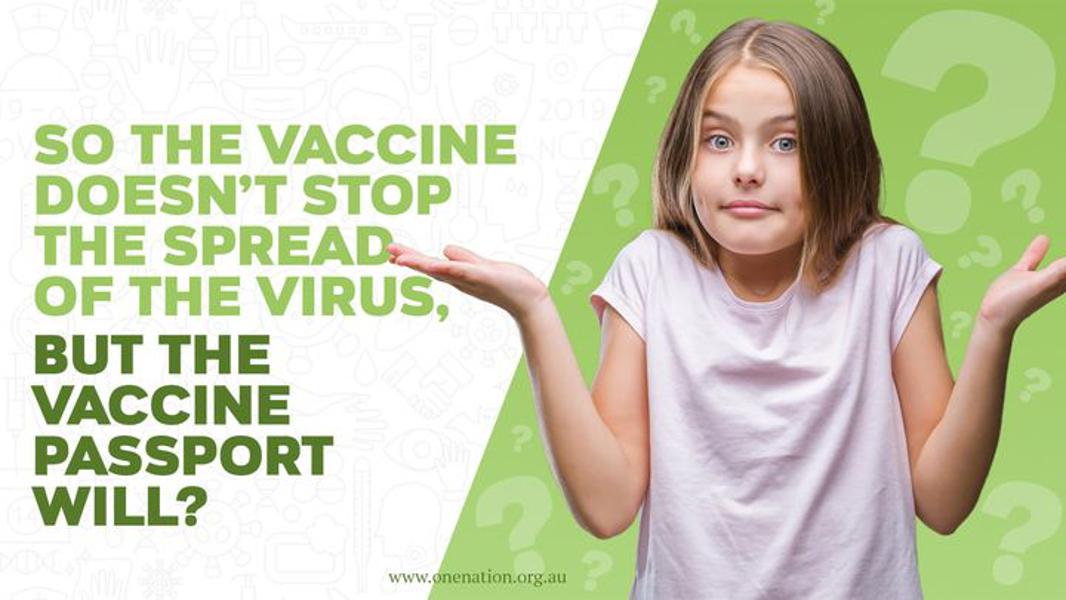 SO THE VACCINE
DOESN'T STOP
THE SPREAD
OF THE VIRUS,
BUT THE
VACCINE
PASSPORT
WILL?
www.onenation.org.au
2019